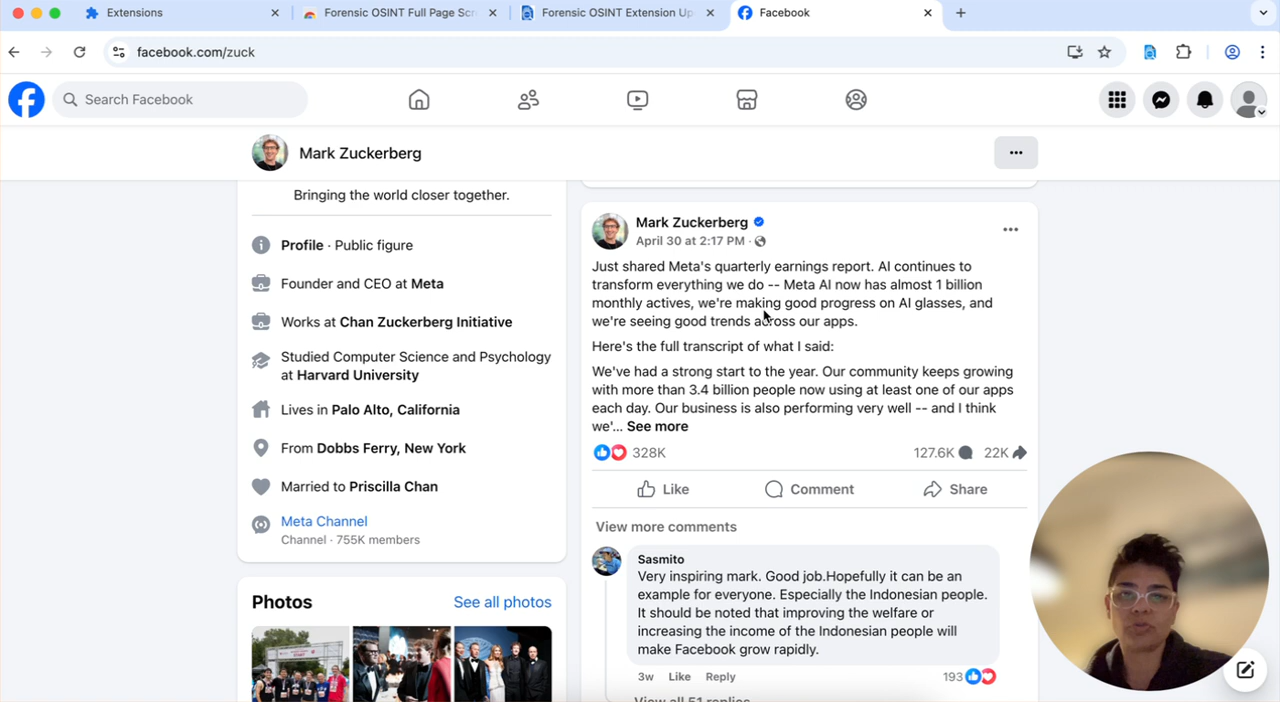 Extensions
Forensic OSINT Full Page Scr
Forensic OSINT Extension Up
Facebook
facebook.com/zuck
Search Facebook
Mark Zuckerberg
Bringing the world closer together.
Profile · Public figure
Founder and CEO at Meta
Works at Chan Zuckerberg Initiative
Studied Computer Science and Psychology
at Harvard University
Lives in Palo Alto, California
From Dobbs Ferry, New York
Married to Priscilla Chan
Meta Channel
Channel · 755K members
Photos
See all photos
Mark Zuckerberg
April 30 at 2:17 PM ·
Just shared Meta's quarterly earnings report. AI continues to
transform everything we do -- Meta AI now has almost 1 billion
monthly actives, we're making good progress on AI glasses, and
we're seeing good trends across our apps.
Here's the full transcript of what I said:
We've had a strong start to the year. Our community keeps growing
with more than 3.4 billion people now using at least one of our apps
each day. Our business is also performing very well -- and I think
we'... See more
328K
127.6K
22K
Like
Comment
Share
View more comments
Sasmito
Very inspiring mark. Good job.Hopefully it can be an
example for everyone. Especially the Indonesian people.
It should be noted that improving the welfare or
increasing the income of the Indonesian people will
make Facebook grow rapidly.
3w Like Reply
193
View all 51 replies